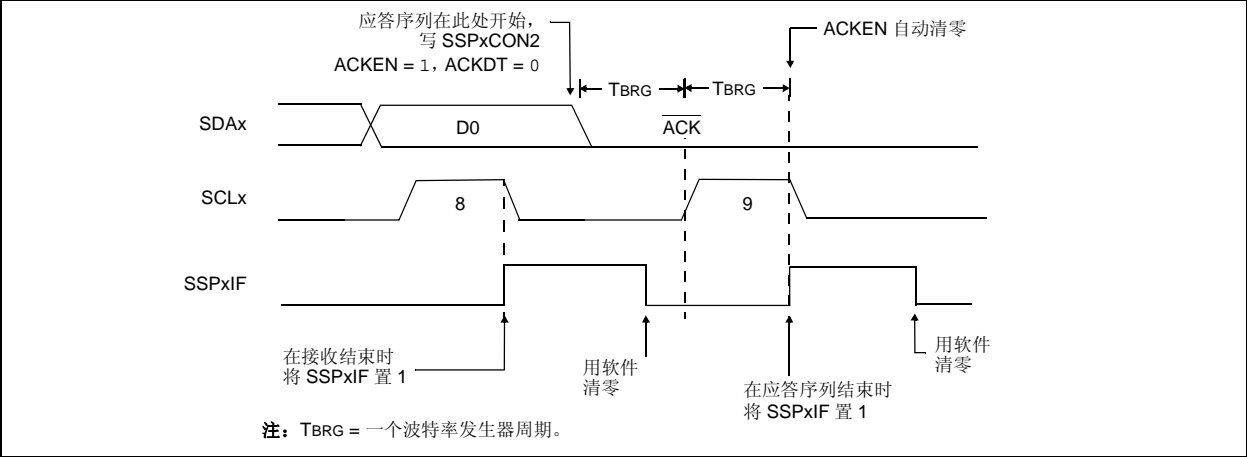 应答序列在此处开始，
写 SSPxCON2
ACKEN = 1，ACKDT = 0
ACKEN 自动清零
TBRG
TBRG
SDAx
D0
ACK
SCLx
8
9
SSPxIF
在接收结束时
将 SSPxIF 置 1
用软件
清零
在应答序列结束时
将 SSPxIF 置 1
用软件
清零
注：TBRG = 一个波特率发生器周期。